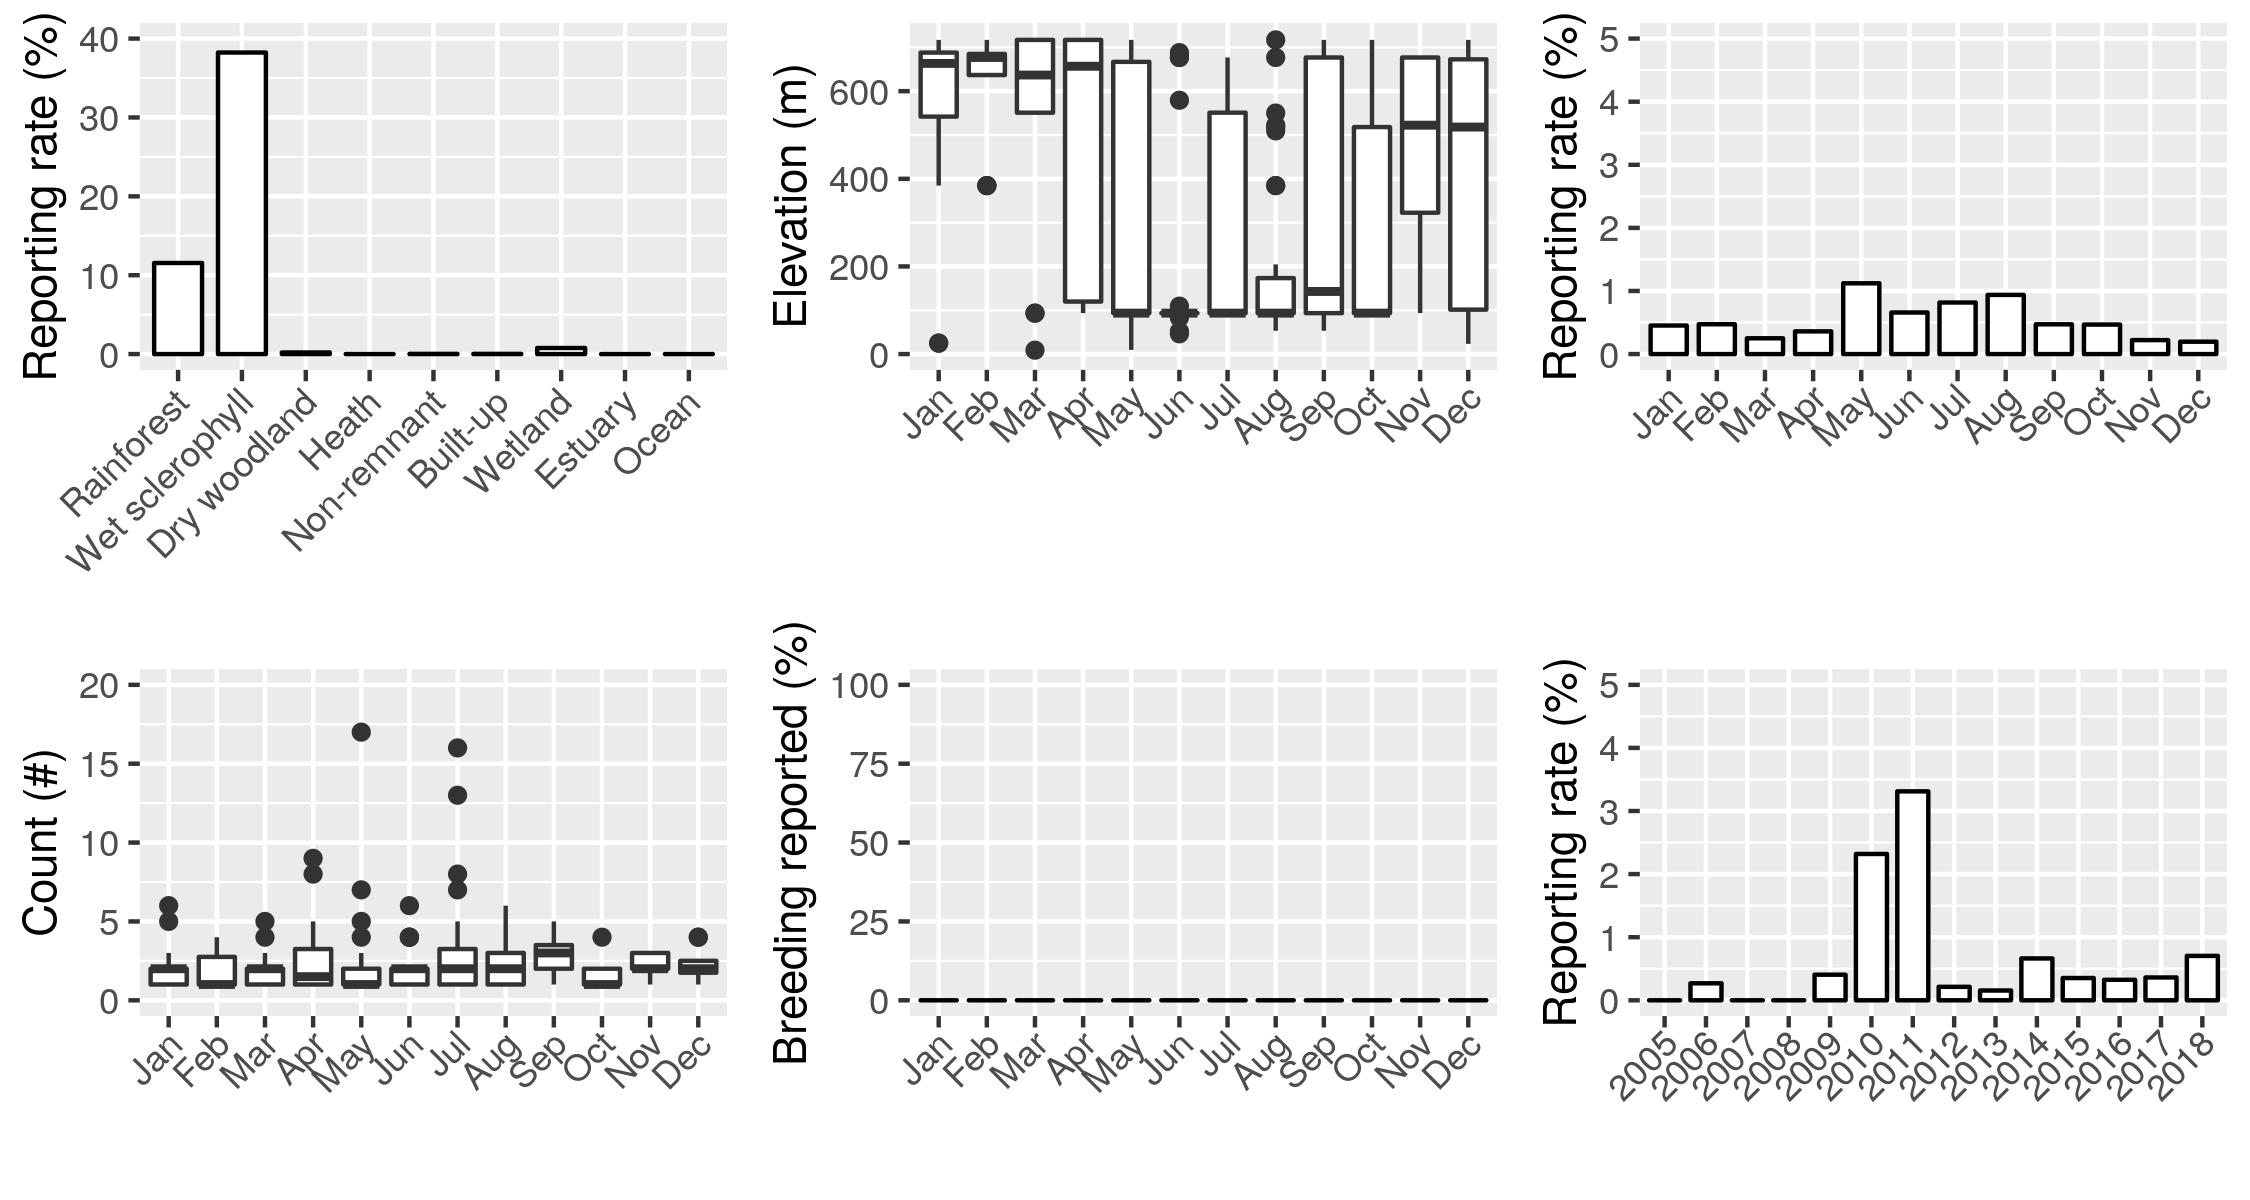 Reporting rate (%)
40
30
20
10
0
Rainforest
Wet sclerophyll
Dry woodland
Heath
Non-remnant
Built-up
Wetland
Estuary
Ocean
Elevation (m)
600
400
200
0
Jan
Feb
Mar
Apr
May
Jun
Jul
Aug
Sep
Oct
Nov
Dec
Reporting rate (%)
5
4
3
2
1
0
Jan
Feb
Mar
Apr
May
Jun
Jul
Aug
Sep
Oct
Nov
Dec
Count (#)
20
15
10
5
0
Jan
Feb
Mar
Apr
May
Jun
Jul
Aug
Sep
Oct
Nov
Dec
Breeding reported (%)
100
75
50
25
0
Jan
Feb
Mar
Apr
May
Jun
Jul
Aug
Sep
Oct
Nov
Dec
Reporting rate (%)
5
4
3
2
1
0
2005
2006
2007
2008
2009
2010
2011
2012
2013
2014
2015
2016
2017
2018